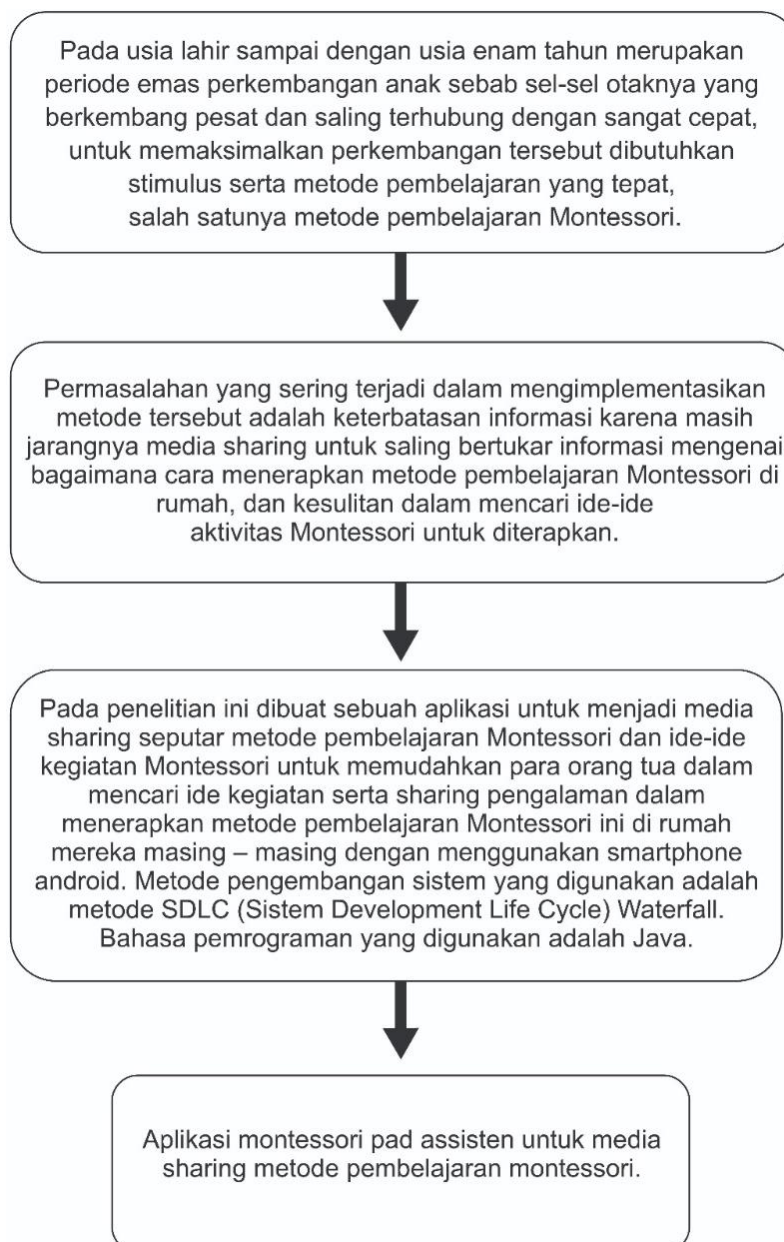 Pada usia lahir sampai dengan usia enam tahun merupakan
periode emas perkembangan anak sebab sel-sel otaknya yang
berkembang pesat dan saling terhubung dengan sangat cepat,
untuk memaksimalkan perkembangan tersebut dibutuhkan
stimulus serta metode pembelajaran yang tepat,
salah satunya metode pembelajaran Montessori.
Permasalahan yang sering terjadi dalam mengimplementasikan
metode tersebut adalah keterbatasan informasi karena masih
jarangnya media sharing untuk saling bertukar informasi mengenai
bagaimana cara menerapkan metode pembelajaran Montessori di
rumah, dan kesulitan dalam mencari ide-ide
aktivitas Montessori untuk diterapkan.
Pada penelitian ini dibuat sebuah aplikasi untuk menjadi media
sharing seputar metode pembelajaran Montessori dan ide-ide
kegiatan Montessori untuk memudahkan para orang tua dalam
mencari ide kegiatan serta sharing pengalaman dalam
menerapkan metode pembelajaran Montessori ini di rumah
mereka masing – masing dengan menggunakan smartphone
android. Metode pengembangan sistem yang digunakan adalah
metode SDLC (Sistem Development Life Cycle) Waterfall.
Bahasa pemrograman yang digunakan adalah Java.
Aplikasi montessori pad assisten untuk media
sharing metode pembelajaran montessori.